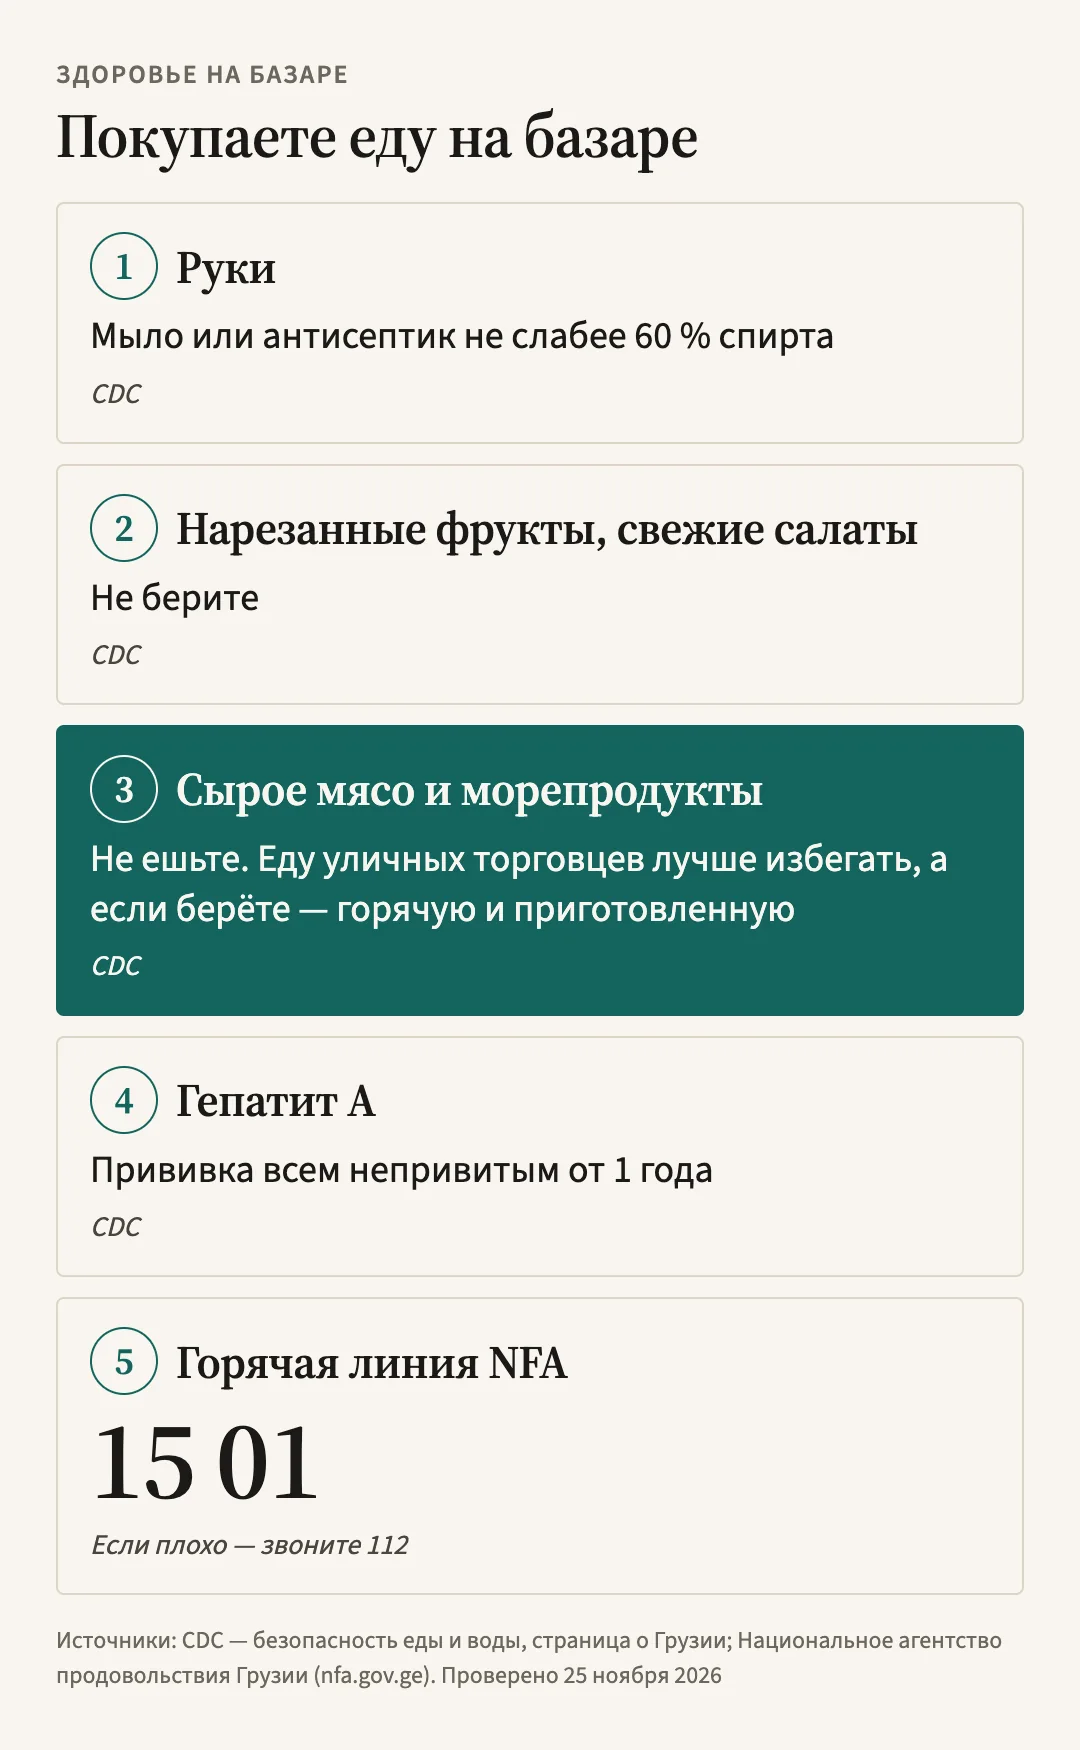 ЗДОРОВЬЕ НА БАЗАРЕ
Покупаете еду на базаре
1 Руки
Мыло или антисептик не слабее 60 % спирта
CDC
2 Нарезанные фрукты, свежие салаты
Не берите
CDC
3 Сырое мясо и морепродукты
Не ешьте. Еду уличных торговцев лучше избегать, а
если берёте — горячую и приготовленную
CDC
4 Гепатит А
Прививка всем непривитым от 1 года
CDC
5 Горячая линия NFA
15 01
Если плохо — звоните 112
Источники: CDC — безопасность еды и воды, страница о Грузии; Национальное агентство
продовольствия Грузии (nfa.gov.ge). Проверено 25 ноября 2026